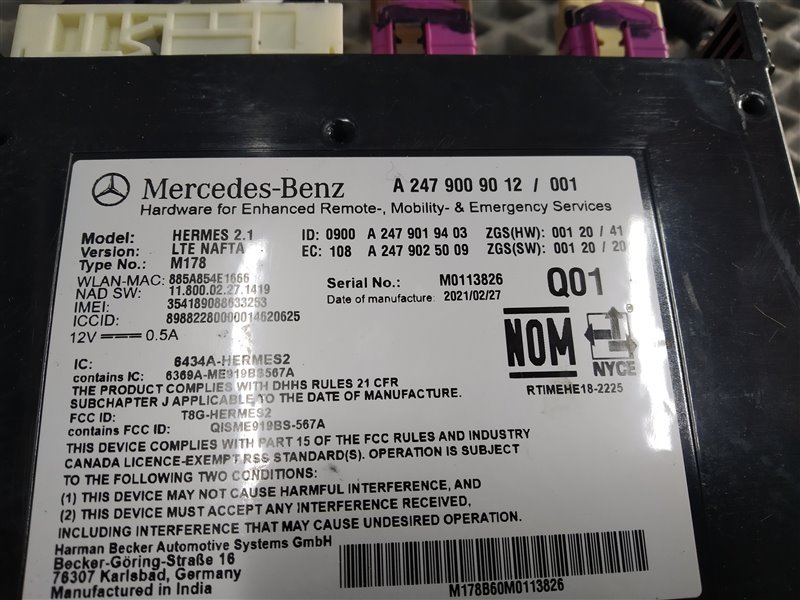 Mercedes-Benz A 247 900 90 12 / 001
Hardware for Enhanced Remote-, Mobility- & Emergency Services
Model: HERMES 2.1 ID: 0900 A 247 901 94 03 ZGS(HW): 001 20 / 41
Version: LTE NAFTA EC: 108 A 247 902 50 09 ZGS(SW): 001 20 / 20
Type No.: M178
WLAN-MAC: 885A854E1666 Serial No.: M0113826 Q01
NAD SW: 11.800.02.27.1419 Date of manufacture: 2021/02/27
IMEI: 354189088633253
ICCID: 89882280000014620625
12V 0.5A
NOM NYCE
IC: 6434A-HERMES2
contains IC: 6369A-ME919BS567A
RTIMEHE18-2225
THE PRODUCT COMPLIES WITH DHHS RULES 21 CFR
SUBCHAPTER J APPLICABLE TO THE DATE OF MANUFACTURE.
FCC ID: T8G-HERMES2
contains FCC ID: QISME919BS-567A
THIS DEVICE COMPLIES WITH PART 15 OF THE FCC RULES AND INDUSTRY
CANADA LICENCE-EXEMPT RSS STANDARD(S). OPERATION IS SUBJECT
TO THE FOLLOWING TWO CONDITIONS:
(1) THIS DEVICE MAY NOT CAUSE HARMFUL INTERFERENCE, AND
(2) THIS DEVICE MUST ACCEPT ANY INTERFERENCE RECEIVED,
INCLUDING INTERFERENCE THAT MAY CAUSE UNDESIRED OPERATION.
Harman Becker Automotive Systems GmbH
Becker-Göring-Straße 16
76307 Karlsbad, Germany
Manufactured in India
M178B60M0113826